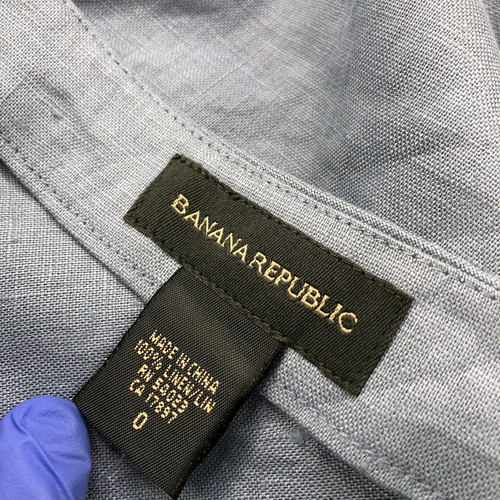 BANANA REPUBLIC
MADE IN CHINA
100% LINEN/LIN
RN 54023
CA 17897
0